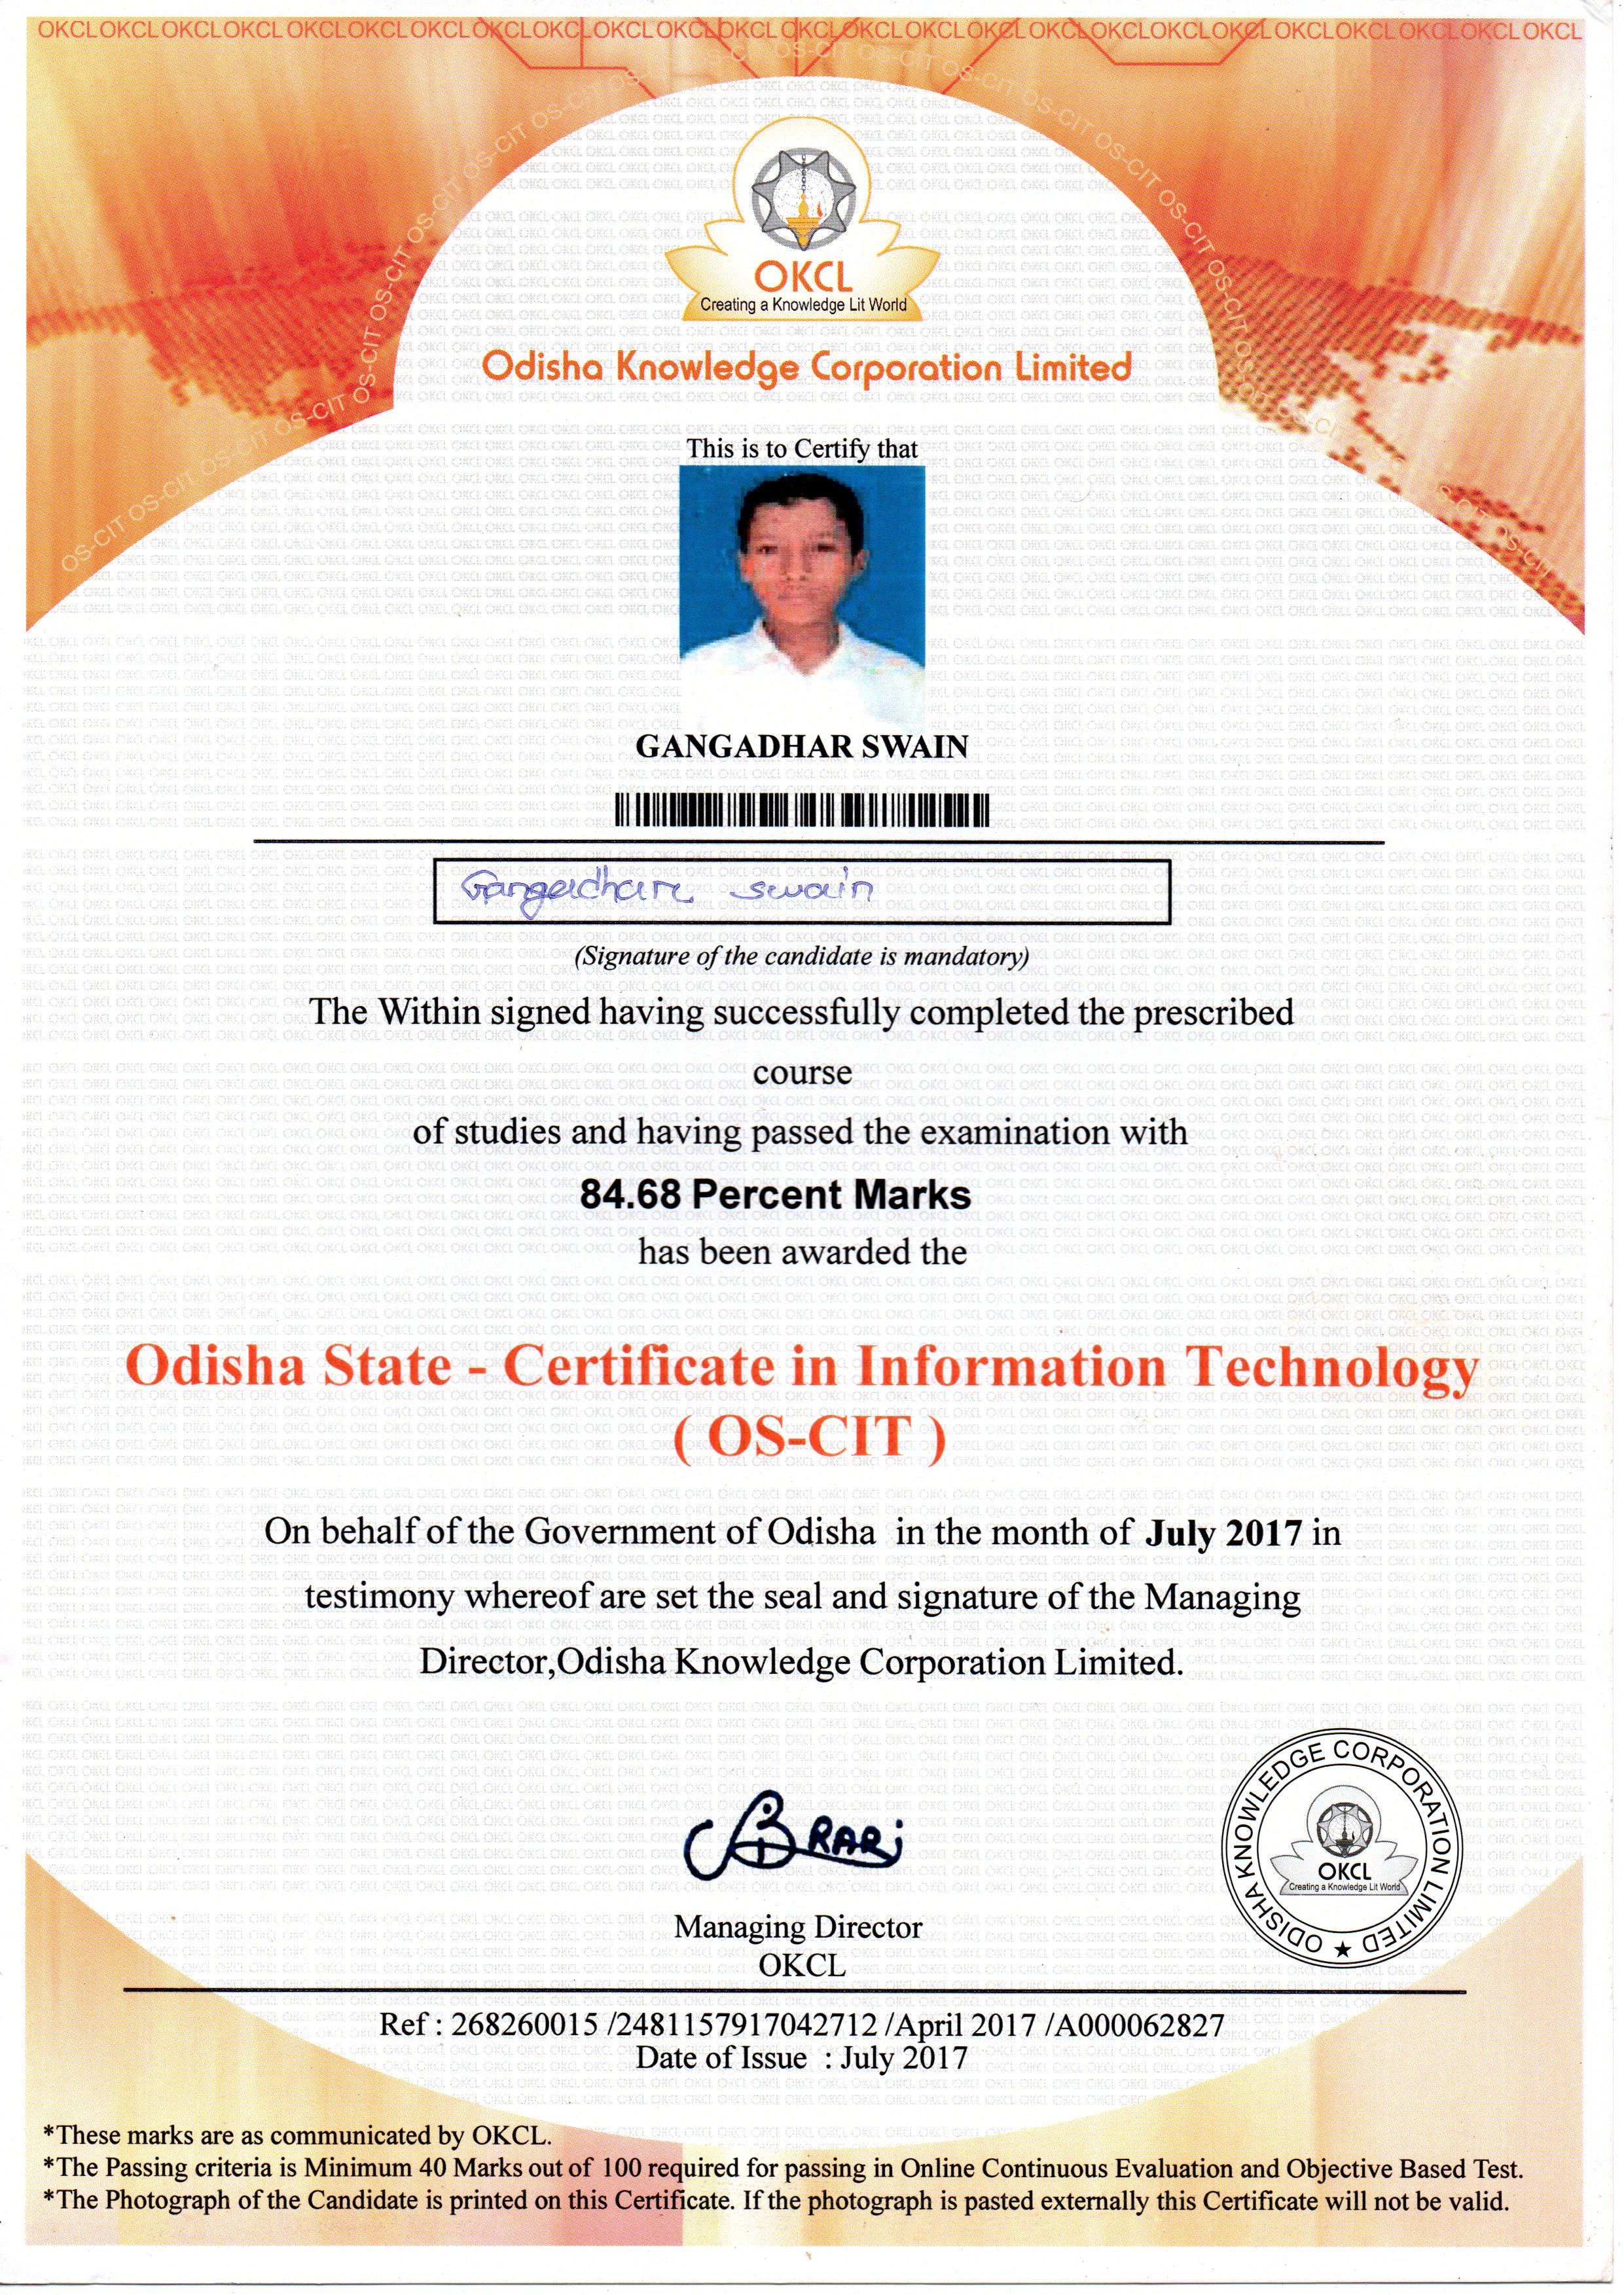 OKCLOKCLOKCLOKCLOKCLOKCLOKCLOKCLOKCLOKCLOKCLOKCLOKCLOKCLOKCLOKCLOKCLOKCLOKCLOKCLOKCLOKCLOKCLOKCLOKCL
OKCL
Creating a Knowledge Lit World
Odisha Knowledge Corporation Limited
This is to Certify that
GANGADHAR SWAIN
Gangadhar swain
(Signature of the candidate is mandatory)
The Within signed having successfully completed the prescribed
course
of studies and having passed the examination with
84.68 Percent Marks
has been awarded the
Odisha State - Certificate in Information Technology
( OS-CIT )
On behalf of the Government of Odisha in the month of July 2017 in
testimony whereof are set the seal and signature of the Managing
Director,Odisha Knowledge Corporation Limited.
ODISHA KNOWLEDGE CORPORATION LIMITED
OKCL
Creating a Knowledge Lit World
Managing Director
OKCL
Ref : 268260015 /2481157917042712 /April 2017 /A000062827
Date of Issue : July 2017
*These marks are as communicated by OKCL.
*The Passing criteria is Minimum 40 Marks out of 100 required for passing in Online Continuous Evaluation and Objective Based Test.
*The Photograph of the Candidate is printed on this Certificate. If the photograph is pasted externally this Certificate will not be valid.